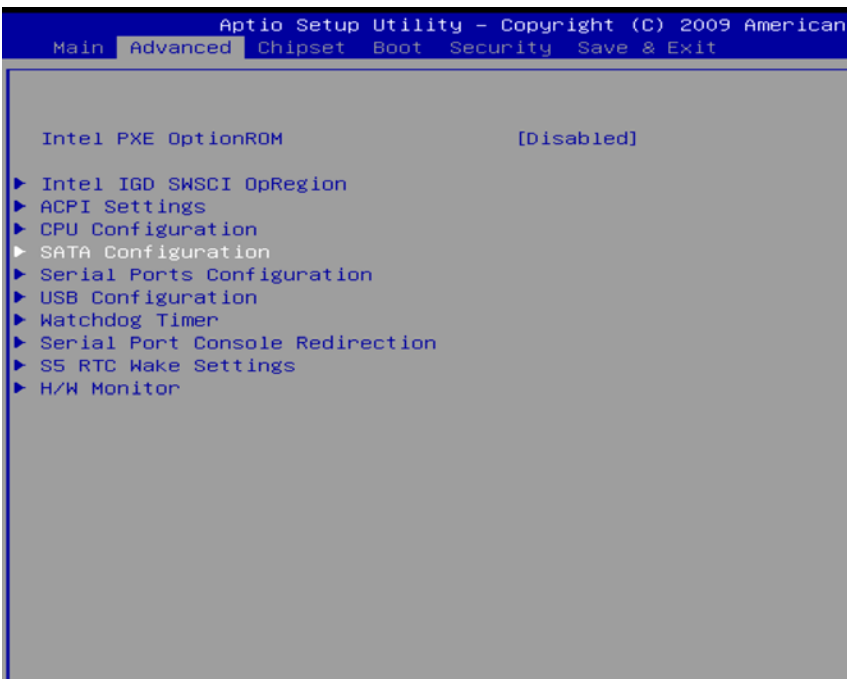 Aptio Setup Utility – Copyright (C) 2009 American
Main Advanced Chipset Boot Security Save & Exit
Intel PXE OptionROM [Disabled]
► Intel IGD SWSCI OpRegion
► ACPI Settings
► CPU Configuration
► SATA Configuration
► Serial Ports Configuration
► USB Configuration
► Watchdog Timer
► Serial Port Console Redirection
► S5 RTC Wake Settings
► H/W Monitor